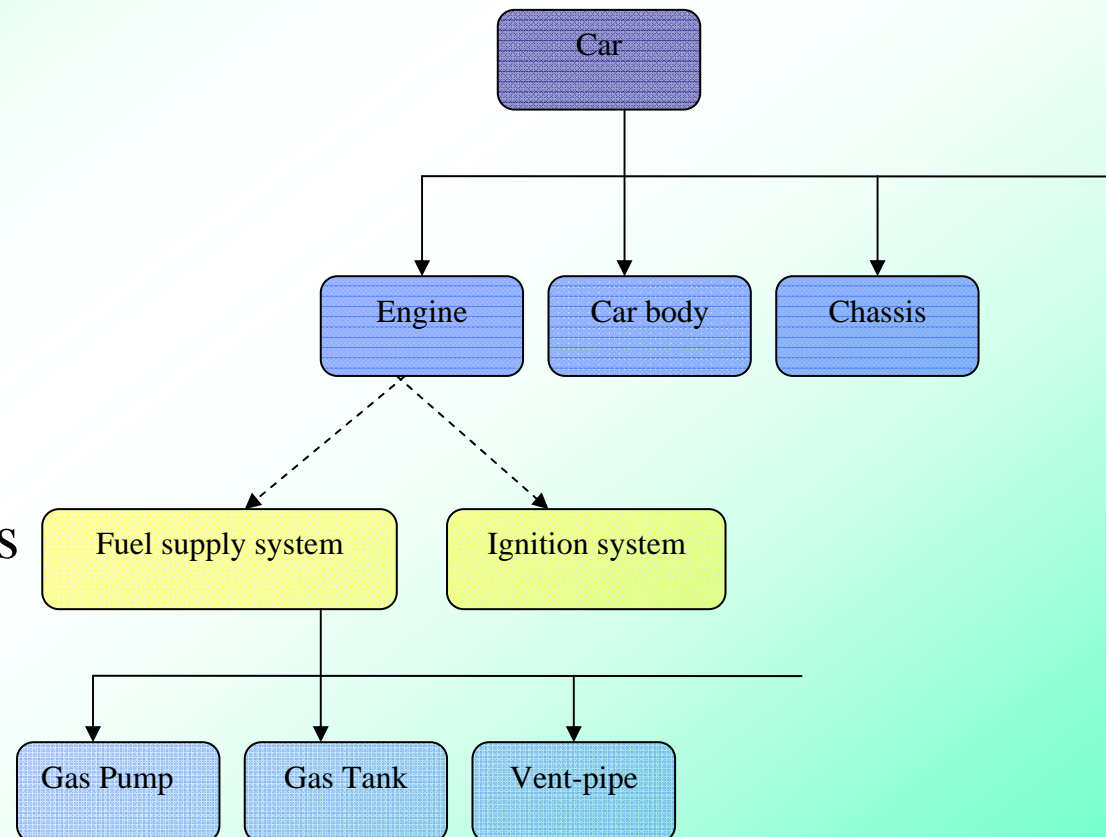 Car
Engine
Car body
Chassis
s
Fuel supply system
Ignition system
Gas Pump
Gas Tank
Vent-pipe